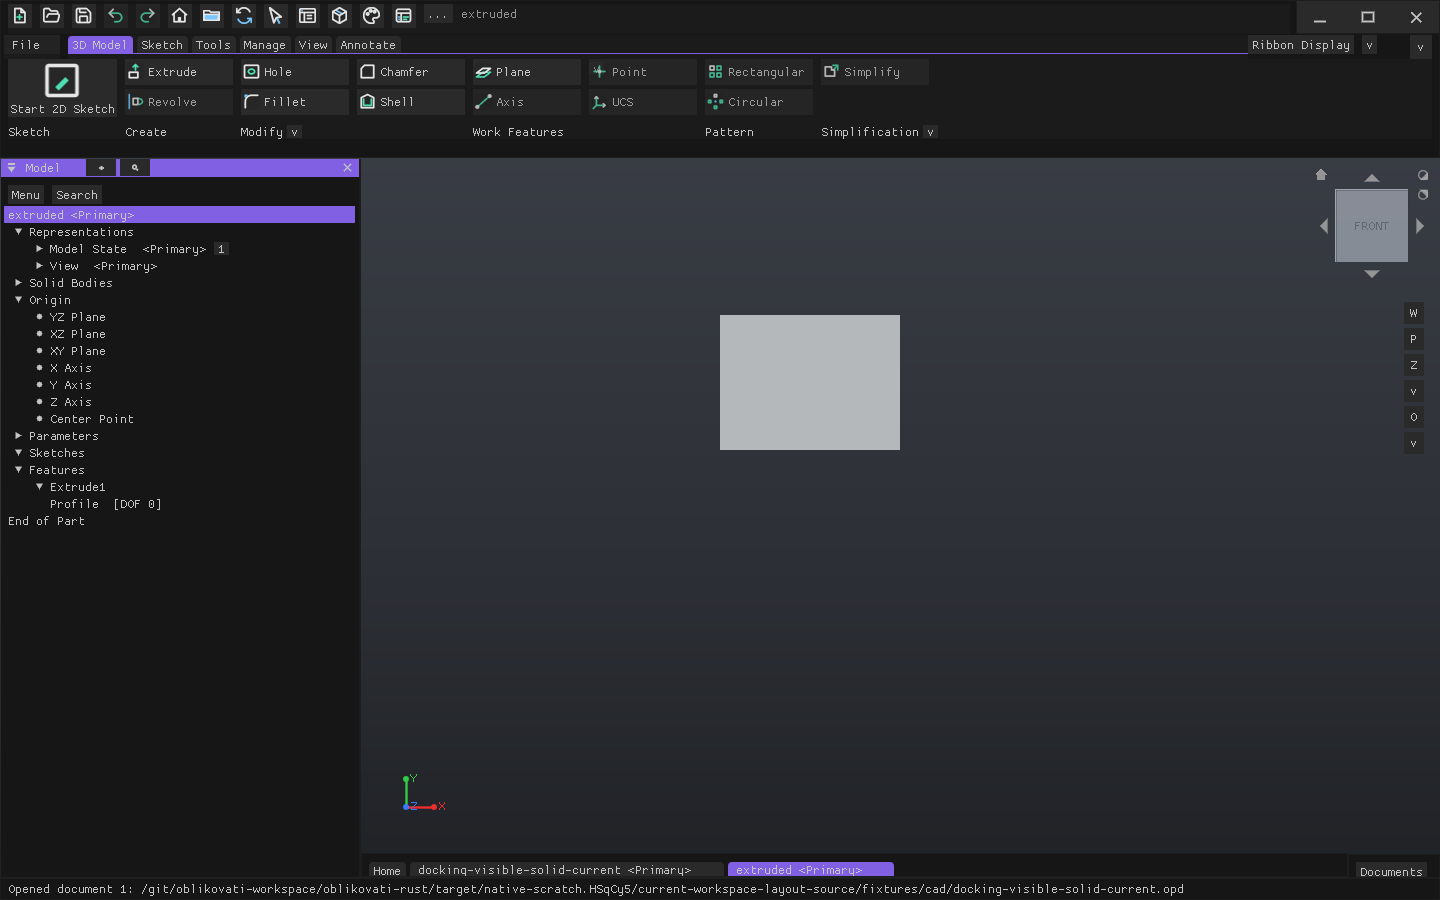 ... extruded
File 3D Model Sketch Tools Manage View Annotate Ribbon Display v v
Start 2D Sketch
Extrude Hole Chamfer Plane Point Rectangular Simplify
Revolve Fillet Shell Axis UCS Circular
Sketch Create Modify v Work Features Pattern Simplification v
Model
Menu Search
extruded <Primary>
Representations
Model State <Primary> 1
View <Primary>
Solid Bodies
Origin
YZ Plane
XZ Plane
XY Plane
X Axis
Y Axis
Z Axis
Center Point
Parameters
Sketches
Features
Extrude1
Profile [DOF 0]
End of Part
FRONT
W
P
Z
v
O
v
Y
Z X
Home docking-visible-solid-current <Primary> extruded <Primary> Documents
Opened document 1: /git/oblikovati-workspace/oblikovati-rust/target/native-scratch.HSqCy5/current-workspace-layout-source/fixtures/cad/docking-visible-solid-current.opd